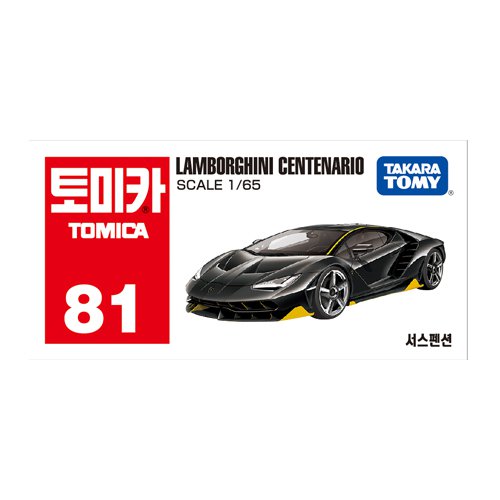 토미카®
TOMICA
81
LAMBORGHINI CENTENARIO
SCALE 1/65
TAKARA
TOMY®
서스펜션